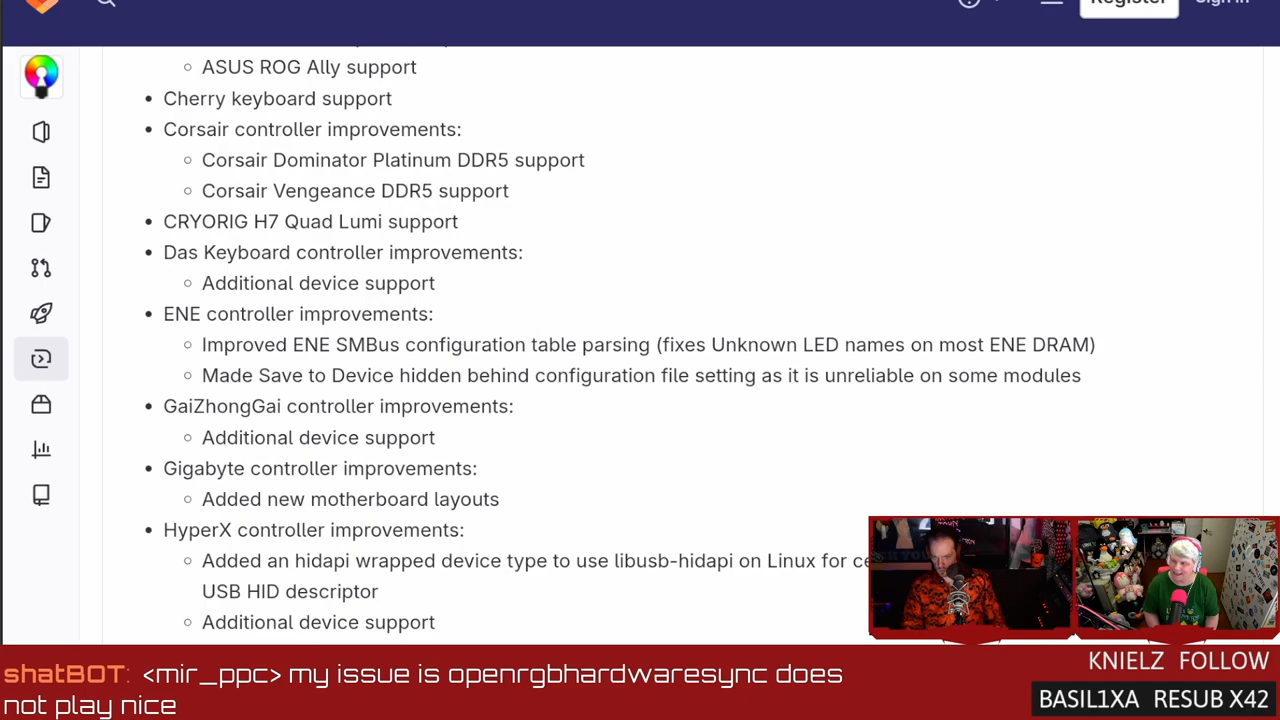 Register
Sign in
ASUS ROG Ally support
Cherry keyboard support
Corsair controller improvements:
Corsair Dominator Platinum DDR5 support
Corsair Vengeance DDR5 support
CRYORIG H7 Quad Lumi support
Das Keyboard controller improvements:
Additional device support
ENE controller improvements:
Improved ENE SMBus configuration table parsing (fixes Unknown LED names on most ENE DRAM)
Made Save to Device hidden behind configuration file setting as it is unreliable on some modules
GaiZhongGai controller improvements:
Additional device support
Gigabyte controller improvements:
Added new motherboard layouts
HyperX controller improvements:
Added an hidapi wrapped device type to use libusb-hidapi on Linux for ce
USB HID descriptor
Additional device support
shatBOT: <mir_ppc> my issue is openrgbhardwaresync does
not play nice
KNIELZ FOLLOW
BASIL1XA RESUB X42